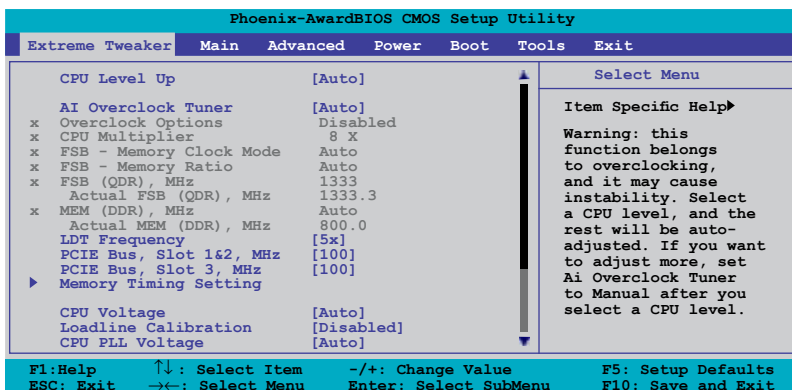 Phoenix-AwardBIOS CMOS Setup Utility
Extreme Tweaker Main Advanced Power Boot Tools Exit
Select Menu
Item Specific Help
Warning: this
function belongs
to overclocking,
and it may cause
instability. Select
a CPU level, and the
rest will be auto-
adjusted. If you want
to adjust more, set
Ai Overclock Tuner
to Manual after you
select a CPU level.
CPU Level Up [Auto]
AI Overclock Tuner [Auto]
x Overclock Options Disabled
x CPU Multiplier 8 X
x FSB - Memory Clock Mode Auto
x FSB - Memory Ratio Auto
x FSB (QDR), MHz 1333
Actual FSB (QDR), MHz 1333.3
x MEM (DDR), MHz Auto
Actual MEM (DDR), MHz 800.0
LDT Frequency [5x]
PCIE Bus, Slot 1&2, MHz [100]
PCIE Bus, Slot 3, MHz [100]
Memory Timing Setting
CPU Voltage [Auto]
Loadline Calibration [Disabled]
CPU PLL Voltage [Auto]
F1:Help ↑↓ : Select Item -/+: Change Value F5: Setup Defaults
ESC: Exit →←: Select Menu Enter: Select SubMenu F10: Save and Exit